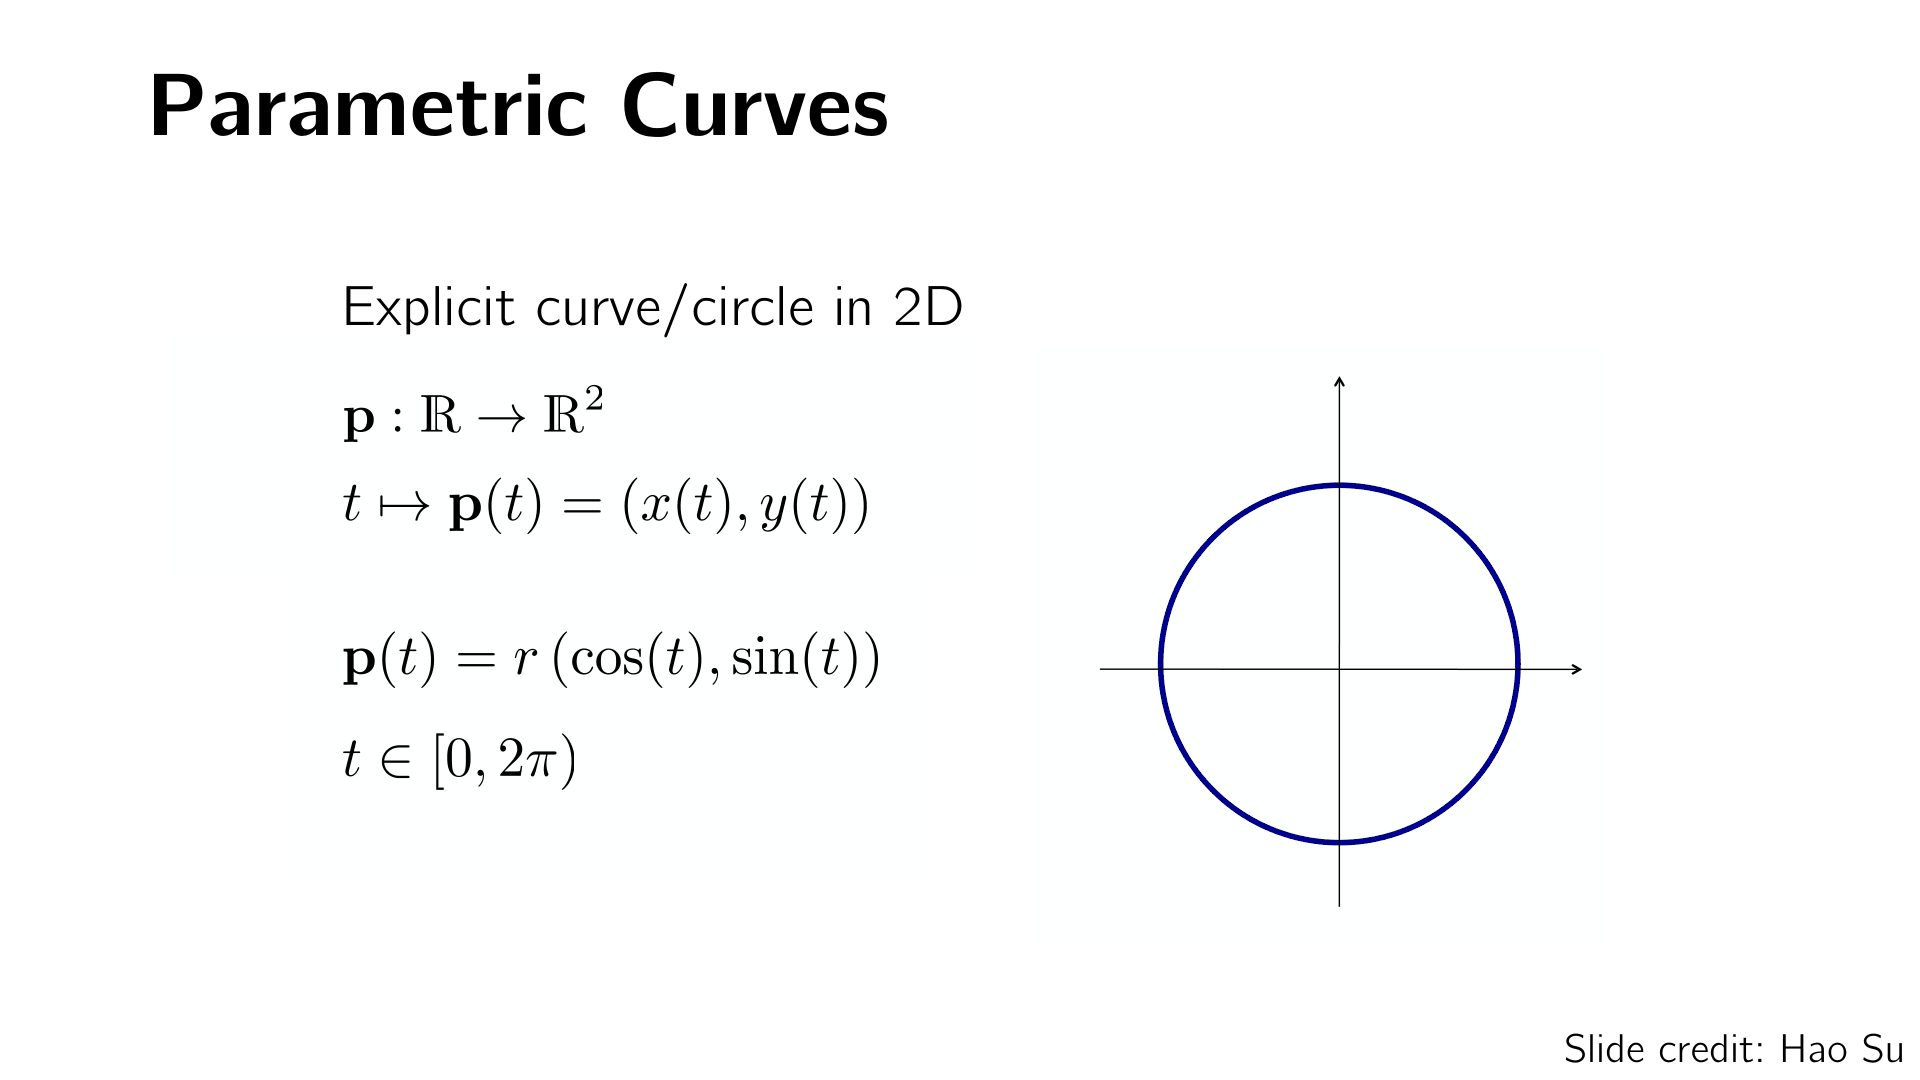 Parametric Curves
Explicit curve/circle in 2D
p : ℝ → ℝ²
t ↦ p(t) = (x(t), y(t))
p(t) = r (cos(t), sin(t))
t ∈ [0, 2π)
Slide credit: Hao Su